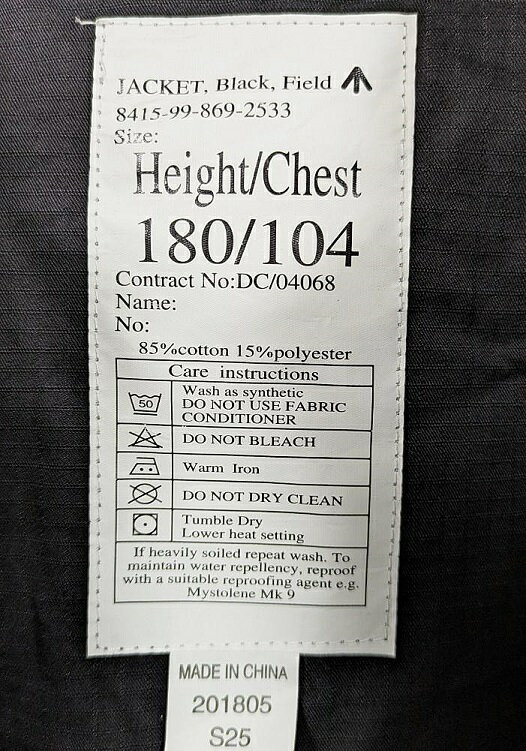 JACKET, Black, Field
8415-99-869-2533
Size:
Height/Chest
180/104
Contract No:DC/04068
Name:
No:
85%cotton 15%polyester
Care instructions
50
Wash as synthetic
DO NOT USE FABRIC
CONDITIONER
DO NOT BLEACH
Warm Iron
DO NOT DRY CLEAN
Tumble Dry
Lower heat setting
If heavily soiled repeat wash. To
maintain water repellency, reproof
with a suitable reproofing agent e.g.
Mystolene Mk 9
MADE IN CHINA
201805
S25